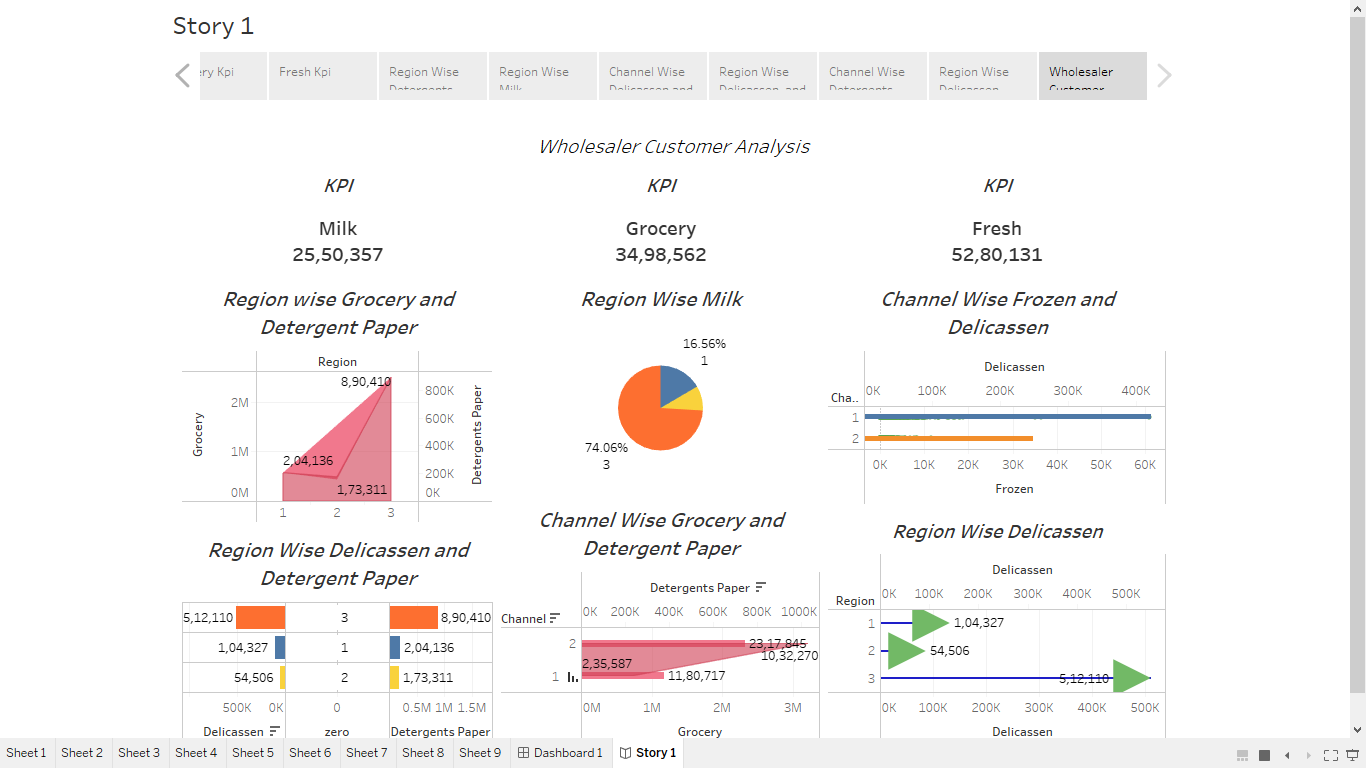 Story 1
ery Kpi
Fresh Kpi
Region Wise
Detergents
Region Wise
Milk
Channel Wise
Delicassen and
Region Wise
Delicassen and
Channel Wise
Detergents
Region Wise
Delicassen
Wholesaler
Customer
Wholesaler Customer Analysis
KPI
Milk
25,50,357
KPI
Grocery
34,98,562
KPI
Fresh
52,80,131
Region wise Grocery and
Detergent Paper
Region
8,90,410
2,04,136
1,73,311
Grocery
2M
1M
0M
Detergents Paper
800K
600K
400K
200K
0K
1 2 3
Region Wise Milk
16.56%
1
74.06%
3
Channel Wise Frozen and
Delicassen
Delicassen
0K 100K 200K 300K 400K
Cha..
1
2
0K 10K 20K 30K 40K 50K 60K
Frozen
Region Wise Delicassen and
Detergent Paper
5,12,110 3 8,90,410
1,04,327 1 2,04,136
54,506 2 1,73,311
500K 0K 0 0.5M 1M 1.5M
Delicassen zero Detergents Paper
Channel Wise Grocery and
Detergent Paper
Detergents Paper
Channel 0K 200K 400K 600K 800K 1000K
2 23,17,845
10,32,270
2,35,587
1 11,80,717
0M 1M 2M 3M
Grocery
Region Wise Delicassen
Delicassen
Region 0K 100K 200K 300K 400K 500K
1 1,04,327
2 54,506
3 5,12,110
0K 100K 200K 300K 400K 500K
Delicassen
Sheet 1 Sheet 2 Sheet 3 Sheet 4 Sheet 5 Sheet 6 Sheet 7 Sheet 8 Sheet 9 Dashboard 1 Story 1